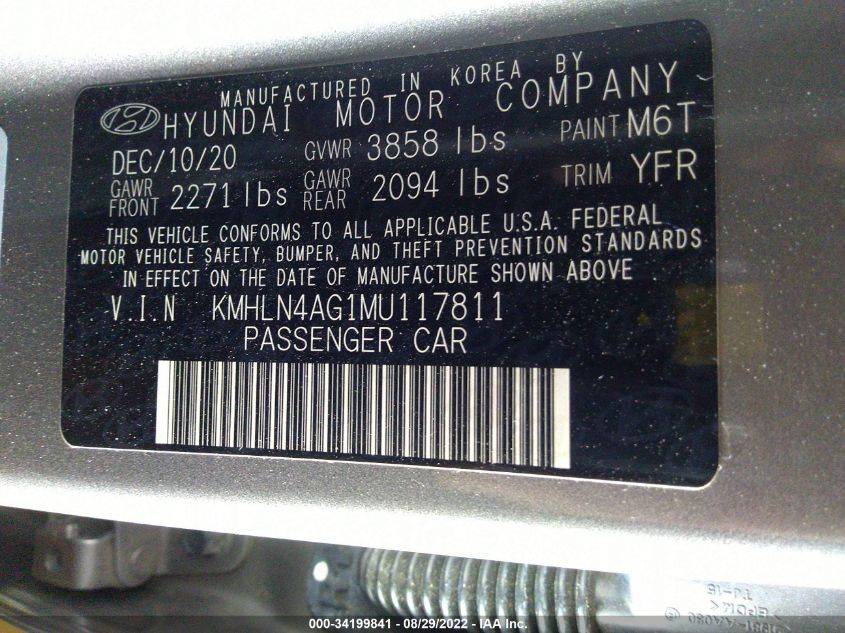 MANUFACTURED IN KOREA BY
HYUNDAI MOTOR COMPANY
DEC/10/20 GVWR 3858 lbs PAINT M6T
GAWR FRONT 2271 lbs GAWR REAR 2094 lbs TRIM YFR
THIS VEHICLE CONFORMS TO ALL APPLICABLE U.S.A. FEDERAL
MOTOR VEHICLE SAFETY, BUMPER, AND THEFT PREVENTION STANDARDS
IN EFFECT ON THE DATE OF MANUFACTURE SHOWN ABOVE
V.I.N KMHLN4AG1MU117811
PASSENGER CAR
>EPDM<
000-34199841 - 08/29/2022 - IAA Inc.